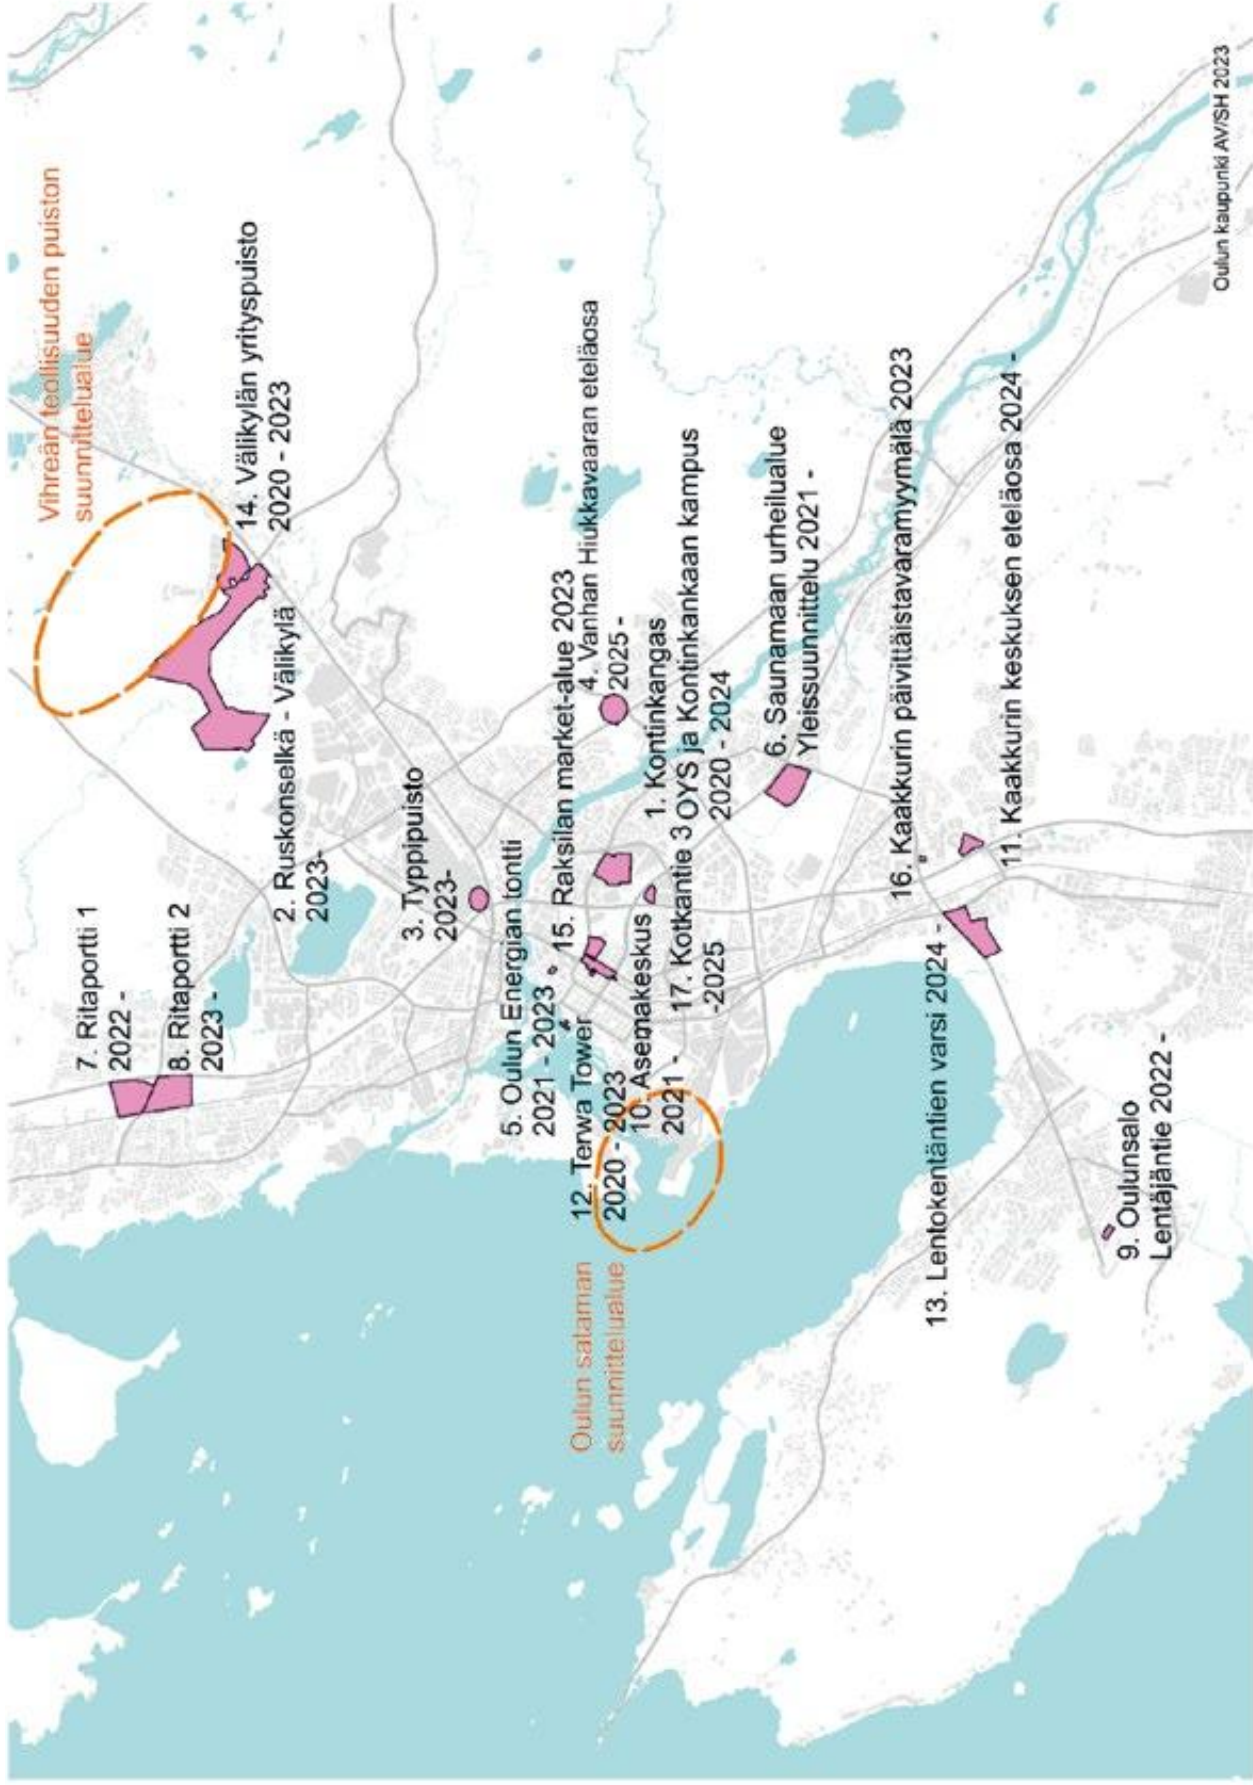 Vihreän teollisuuden puiston
suunnittelualue
7. Ritaportti 1
2022 -
8. Ritaportti 2
2023 -
14. Välikylän yrityspuisto
2020 - 2023
2. Ruskonselkä - Välikylä
2023-
3. Typpipuisto
2023-
5. Oulun Energian tontti
2021 - 2023
15. Raksilan market-alue 2023
4. Vanhan Hiukkavaaran eteläosa
2025 -
12. Terwa Tower
2020 - 2023
10. Asemakeskus
2021 -
1. Kontinkangas
OYS ja Kontinkankaan kampus
2020 - 2024
17. Kotkantie 3
-2025
Oulun sataman
suunnittelualue
6. Saunamaan urheilualue
Yleissuunnittelu 2021 -
16. Kaakkurin päivittäistavaramyymälä 2023
13. Lentokentäntien varsi 2024 -
11. Kaakkurin keskuksen eteläosa 2024 -
9. Oulunsalo
Lentäjäntie 2022 -
Oulun kaupunki AV/SH 2023